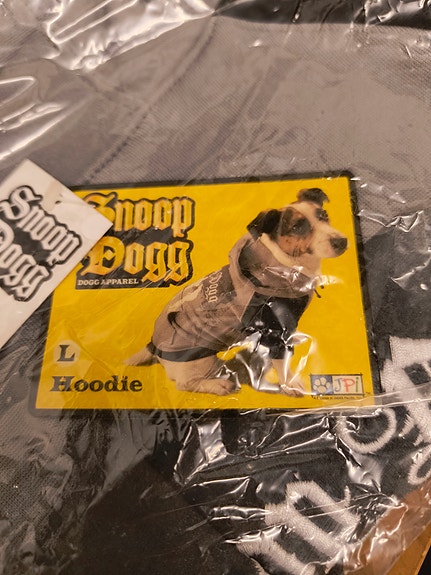 Snoop
Dogg
Snoop
Dogg
DOGG APPAREL
L
Hoodie
JPi